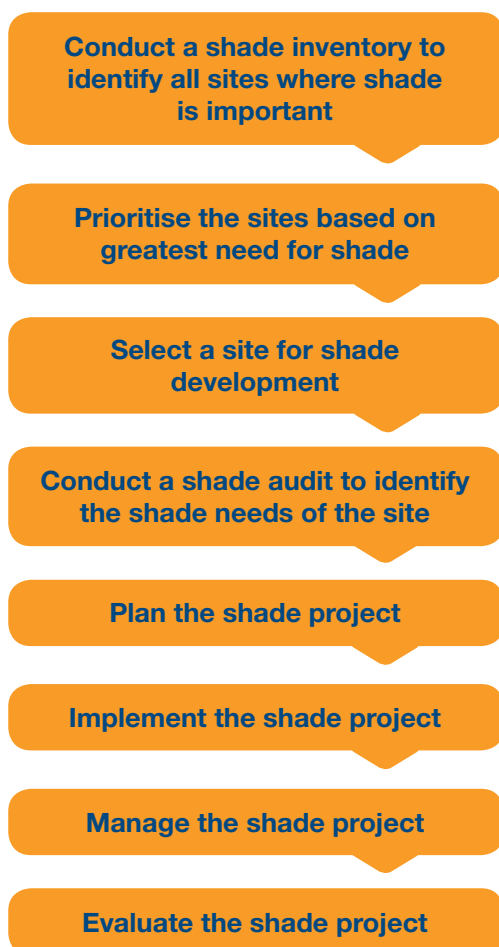 Conduct a shade inventory to
identify all sites where shade
is important
Prioritise the sites based on
greatest need for shade
Select a site for shade
development
Conduct a shade audit to identify
the shade needs of the site
Plan the shade project
Implement the shade project
Manage the shade project
Evaluate the shade project